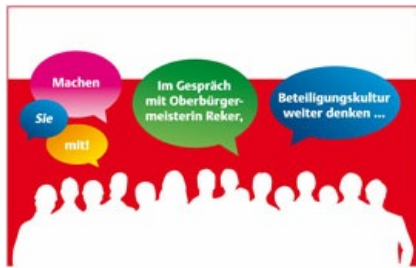 Machen
Sie
mit!
Im Gespräch
mit Oberbürger-
meisterin Reker,
Beteiligungskultur
weiter denken ...